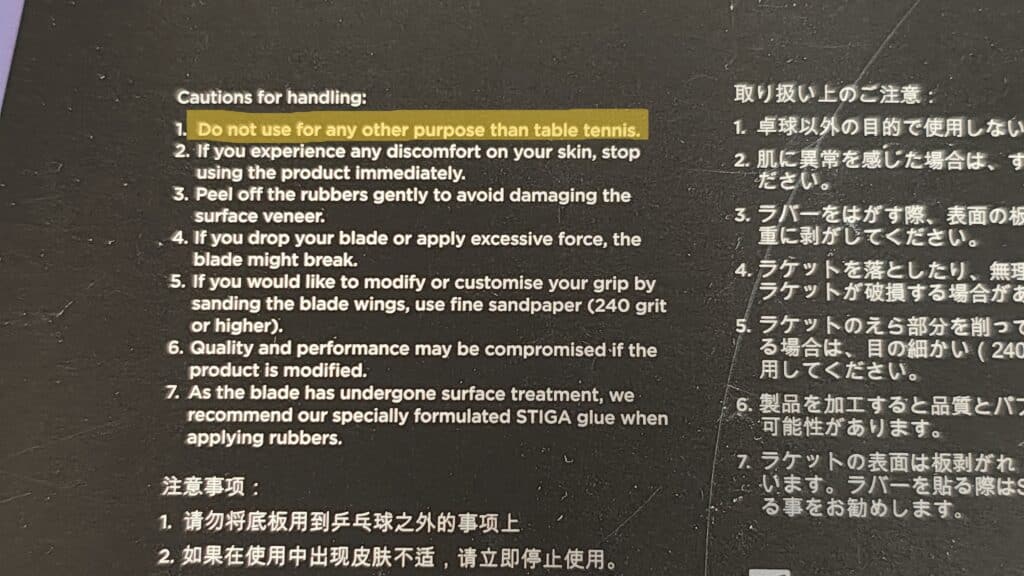 Cautions for handling:
1. Do not use for any other purpose than table tennis.
2. If you experience any discomfort on your skin, stop
using the product immediately.
3. Peel off the rubbers gently to avoid damaging the
surface veneer.
4. If you drop your blade or apply excessive force, the
blade might break.
5. If you would like to modify or customise your grip by
sanding the blade wings, use fine sandpaper (240 grit
or higher).
6. Quality and performance may be compromised if the
product is modified.
7. As the blade has undergone surface treatment, we
recommend our specially formulated STIGA glue when
applying rubbers.
注意事项：
1. 请勿将底板用到乒乓球之外的事项上
2. 如果在使用中出现皮肤不适，请立即停止使用。
取り扱い上のご注意：
1. 卓球以外の目的で使用しない
2. 肌に異常を感じた場合は、す
ださい。
3. ラバーをはがす際、表面の板
重に剥がしてください。
4. ラケットを落としたり、無理
ラケットが破損する場合があ
5. ラケットのえら部分を削って
る場合は、目の細かい（240
用してください。
6. 製品を加工すると品質とパフ
可能性があります。
7. ラケットの表面は板剥がれ
います。ラバーを貼る際はS
る事をお勧めします。